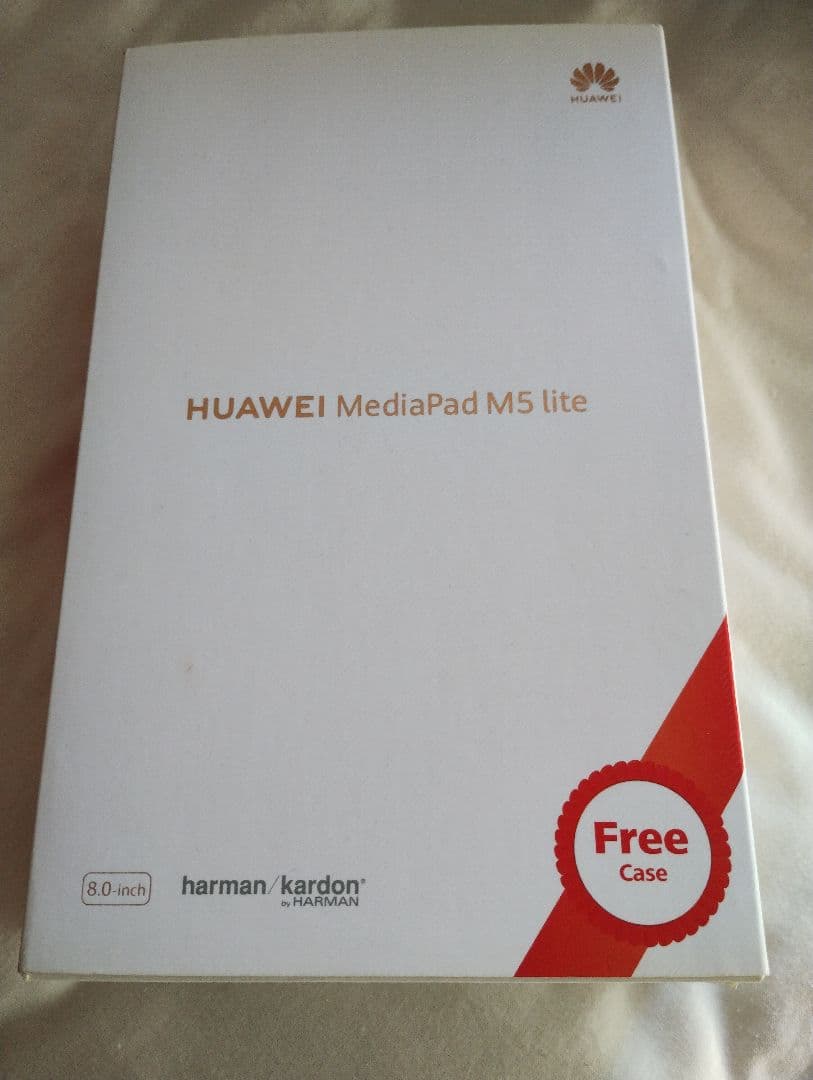 HUAWEI
HUAWEI MediaPad M5 lite
Free
Case
8.0-inch
harman/kardon®
by HARMAN